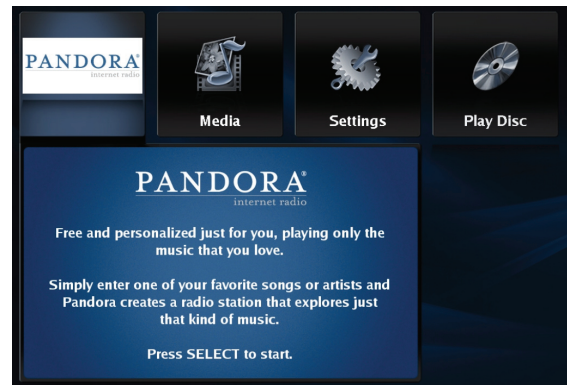 PANDORA®
internet radio
Media
Settings
Play Disc
PANDORA®
internet radio
Free and personalized just for you, playing only the
music that you love.
Simply enter one of your favorite songs or artists and
Pandora creates a radio station that explores just
that kind of music.
Press SELECT to start.